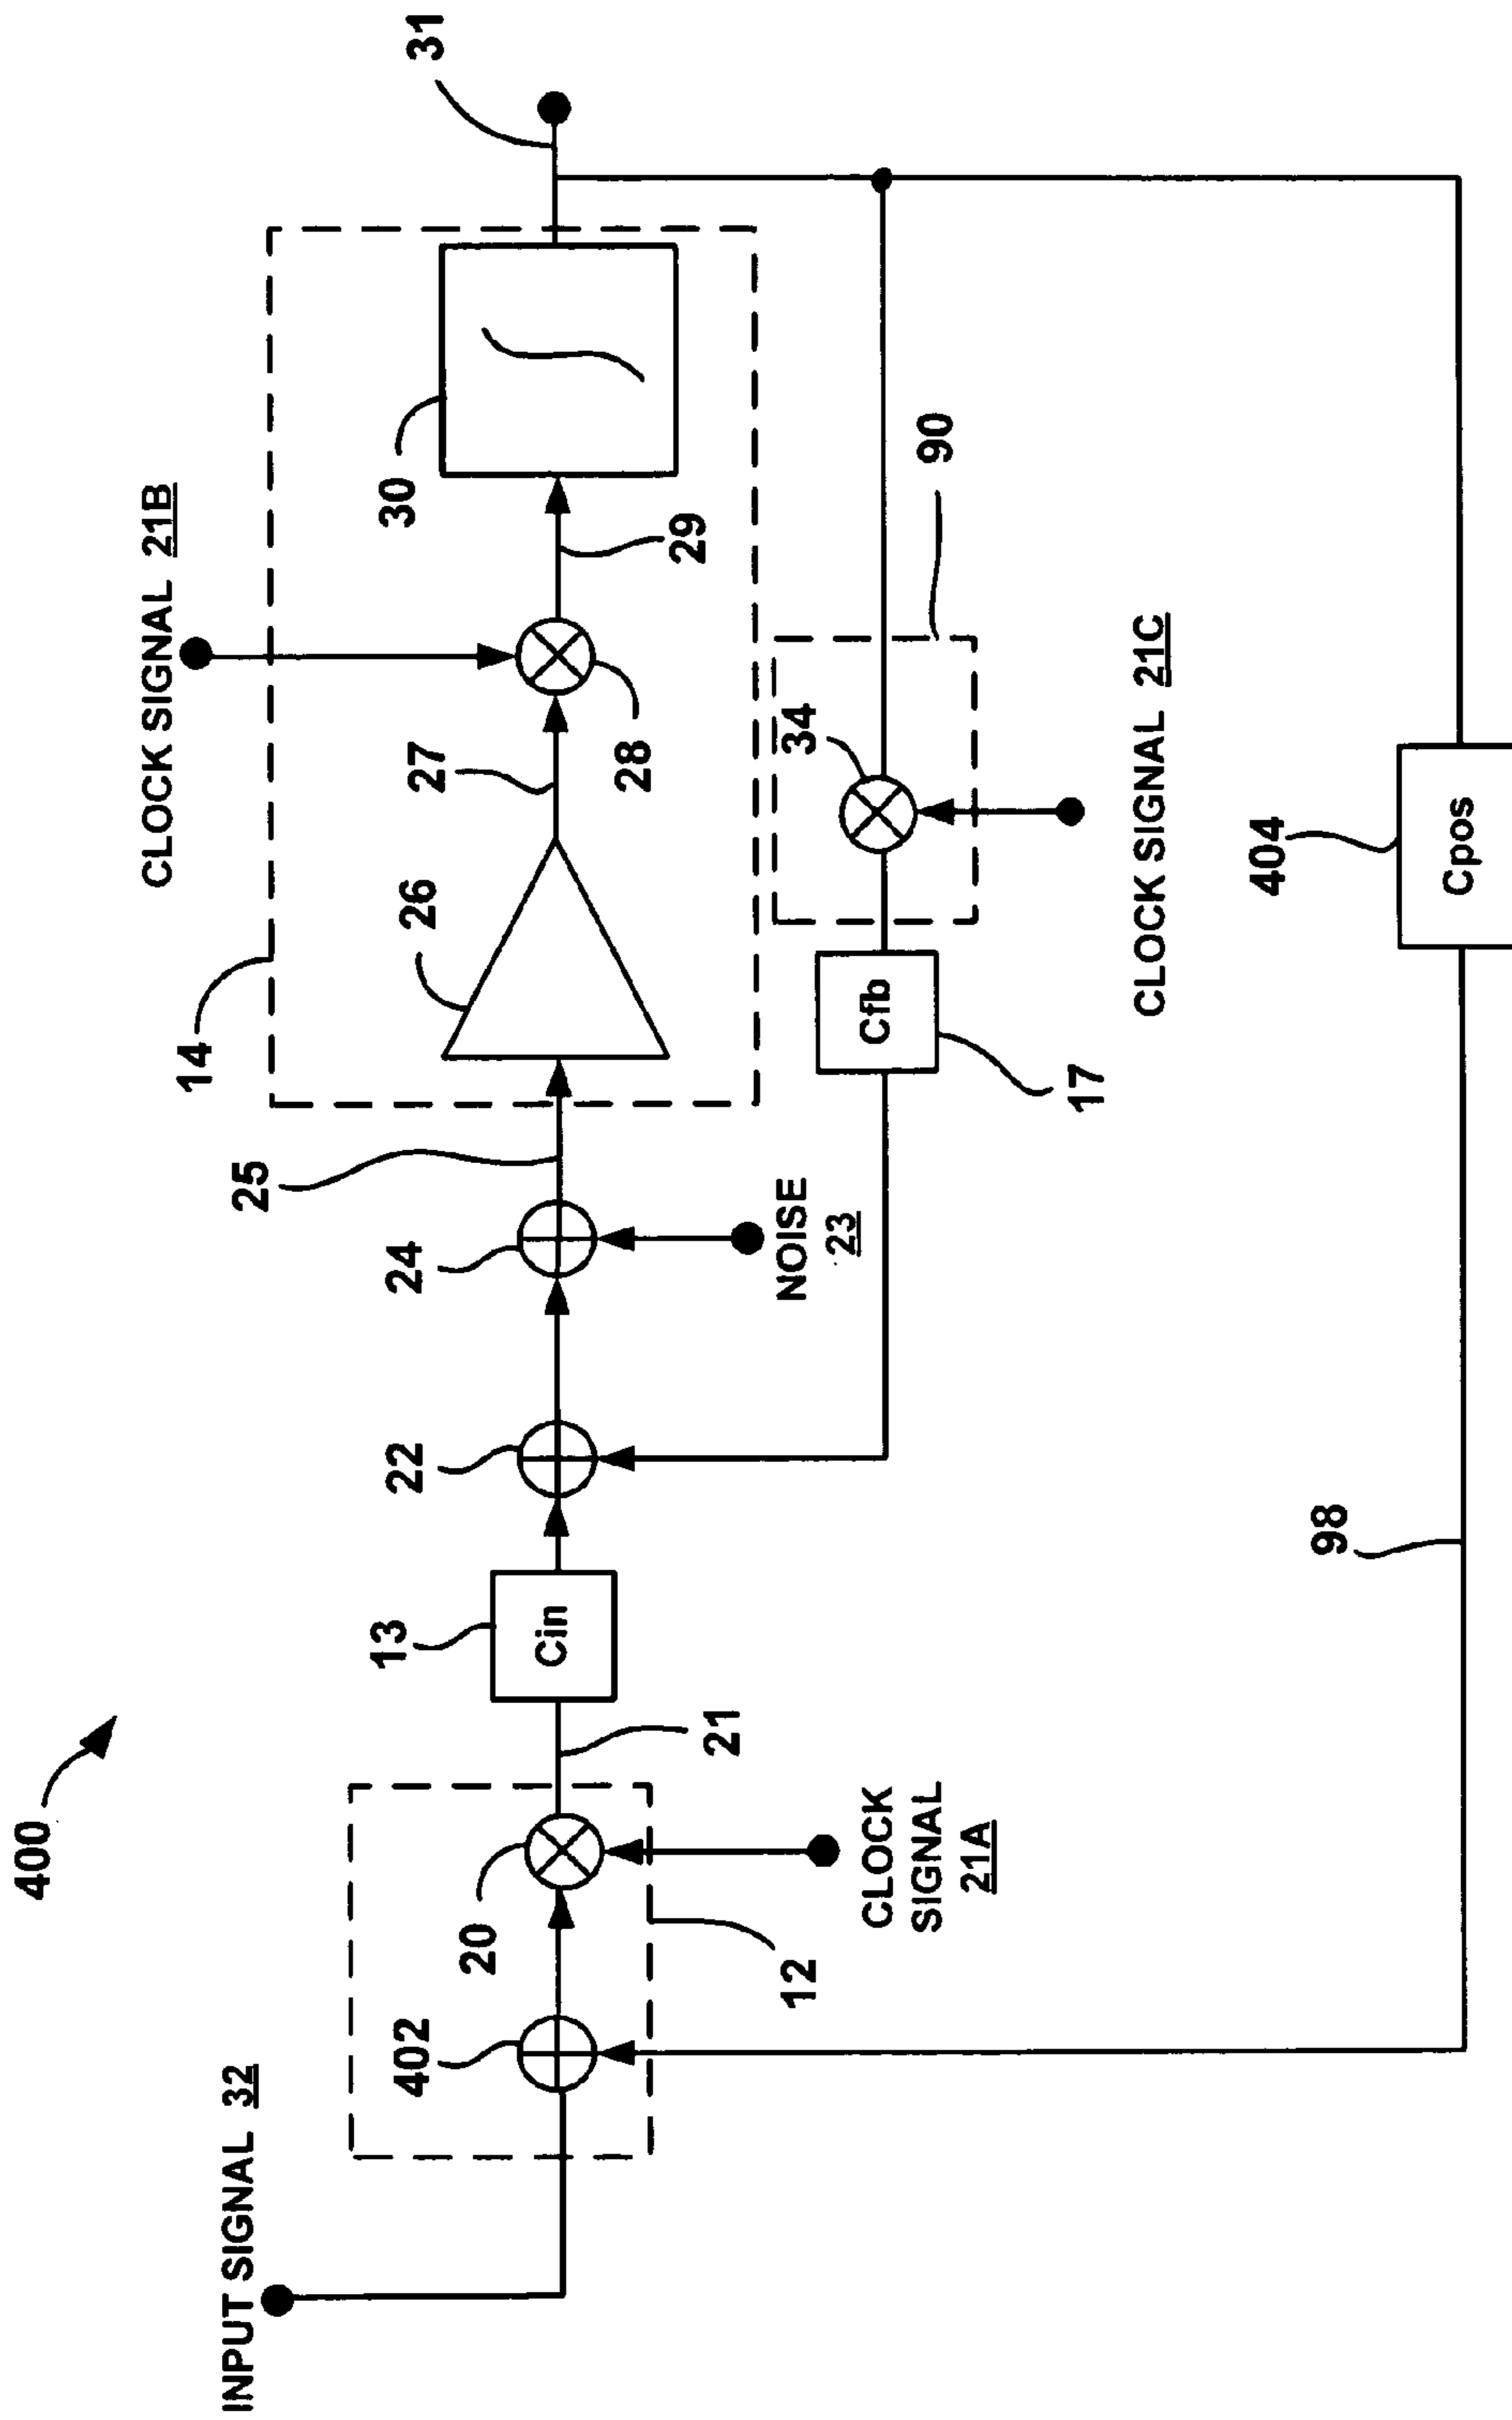 400
INPUT SIGNAL 32
402
20
12
CLOCK
SIGNAL
21A
21
13
Cin
22
24
NOISE
23
25
14
26
27
CLOCK SIGNAL 21B
28
29
30
31
34
90
CLOCK SIGNAL 21C
Cfb
17
404
Cpos
98